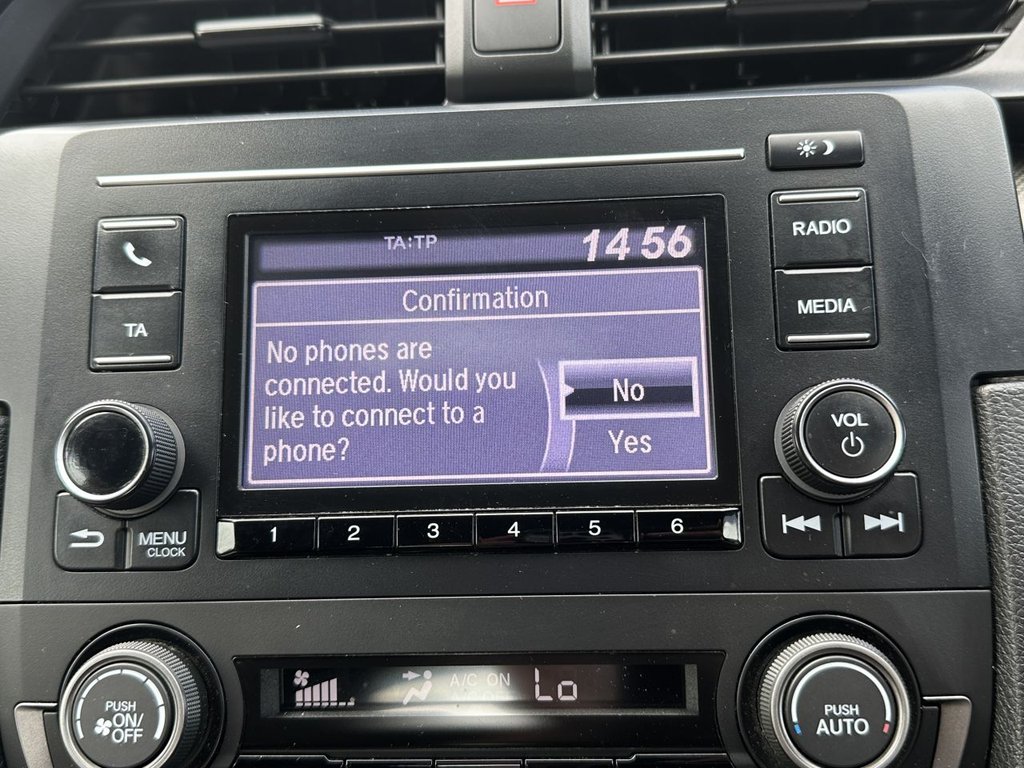 TA:TP
14 56
Confirmation
No phones are
connected. Would you
like to connect to a
phone?
No
Yes
TA
RADIO
MEDIA
VOL
MENU
CLOCK
1 2 3 4 5 6
PUSH
ON/
OFF
A/C ON
Lo
PUSH
AUTO